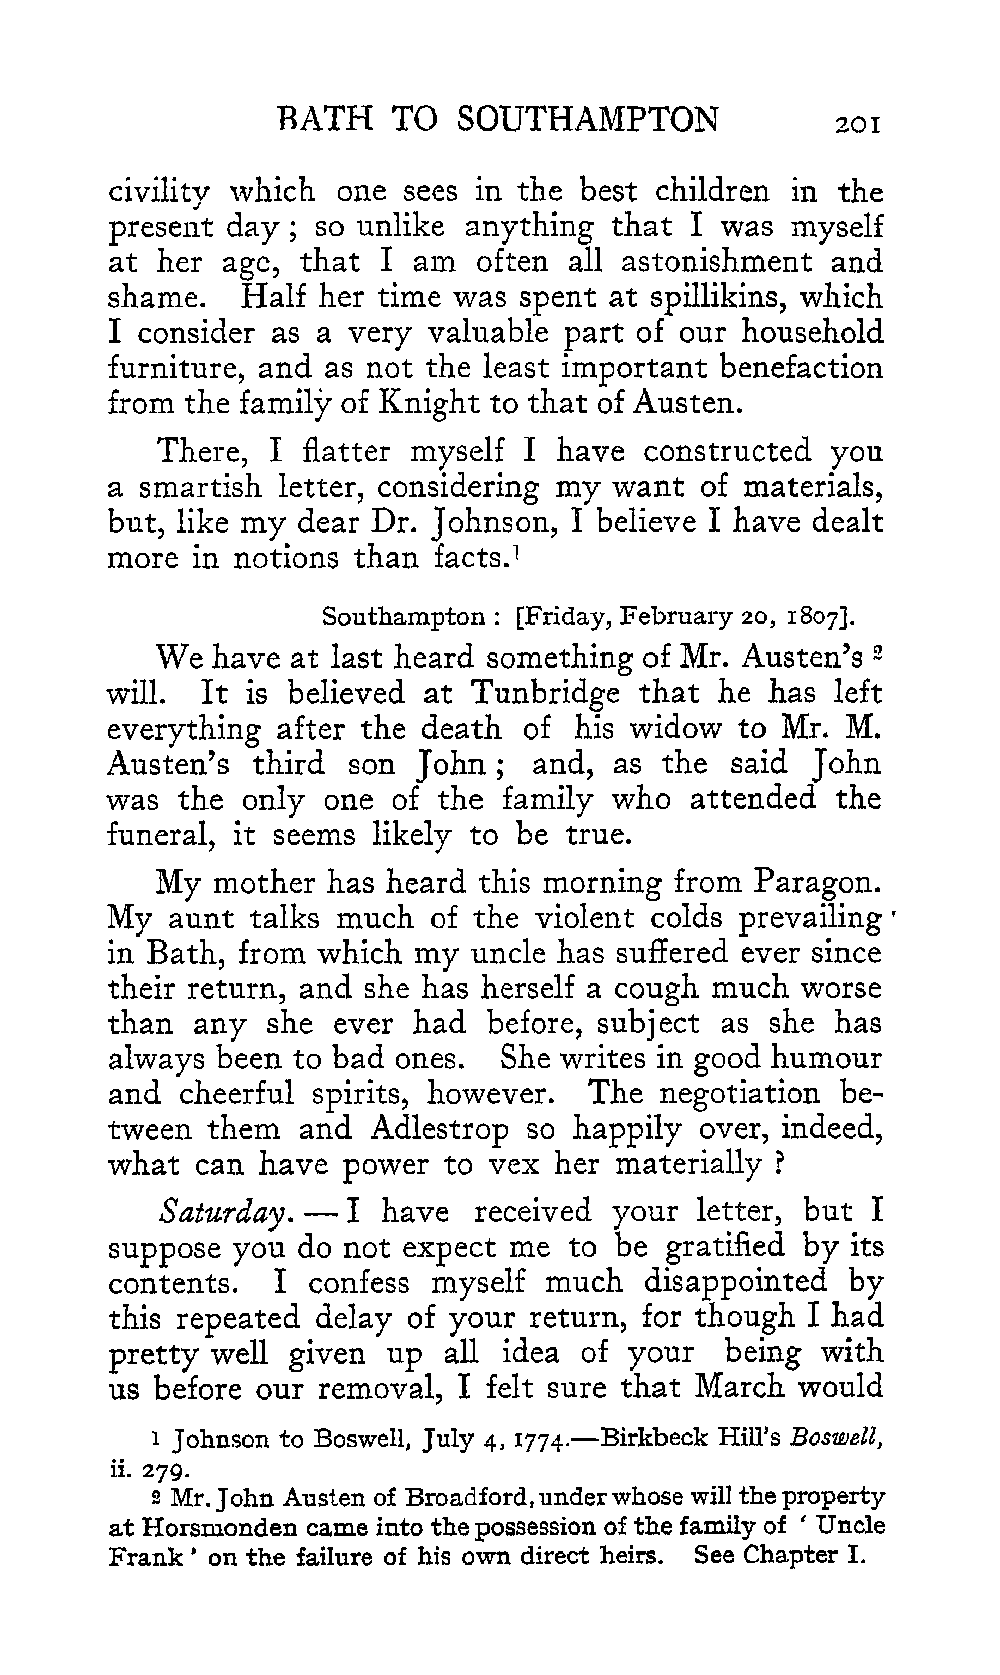 BATH TO SOUTHAMPTON 201
civility which one sees in the best children in the
present day ; so unlike anything that I was myself
at her age, that I am often all astonishment and
shame. Half her time was spent at spillikins, which
I consider as a very valuable part of our household
furniture, and as not the least important benefaction
from the family of Knight to that of Austen.
There, I flatter myself I have constructed you
a smartish letter, considering my want of materials,
but, like my dear Dr. Johnson, I believe I have dealt
more in notions than facts.¹
Southampton : [Friday, February 20, 1807].
We have at last heard something of Mr. Austen's ²
will. It is believed at Tunbridge that he has left
everything after the death of his widow to Mr. M.
Austen's third son John ; and, as the said John
was the only one of the family who attended the
funeral, it seems likely to be true.
My mother has heard this morning from Paragon.
My aunt talks much of the violent colds prevailing
in Bath, from which my uncle has suffered ever since
their return, and she has herself a cough much worse
than any she ever had before, subject as she has
always been to bad ones. She writes in good humour
and cheerful spirits, however. The negotiation be-
tween them and Adlestrop so happily over, indeed,
what can have power to vex her materially ?
Saturday. — I have received your letter, but I
suppose you do not expect me to be gratified by its
contents. I confess myself much disappointed by
this repeated delay of your return, for though I had
pretty well given up all idea of your being with
us before our removal, I felt sure that March would
¹ Johnson to Boswell, July 4, 1774.—Birkbeck Hill's Boswell,
ii. 279.
² Mr. John Austen of Broadford, under whose will the property
at Horsmonden came into the possession of the family of ' Uncle
Frank ' on the failure of his own direct heirs. See Chapter I.